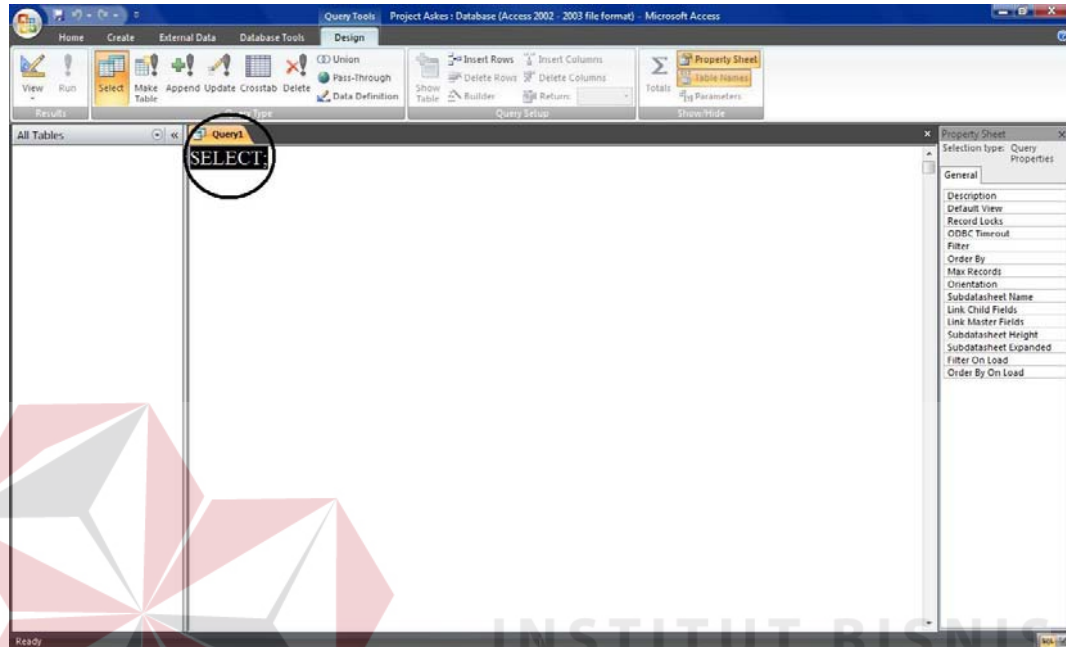 Query Tools Project Askes : Database (Access 2002 - 2003 file format) - Microsoft Access
Home Create External Data Database Tools Design
View Run Select Make Table Append Update Crosstab Delete
Union
Pass-Through
Data Definition
Show Table
Insert Rows
Delete Rows
Builder
Insert Columns
Delete Columns
Return:
Totals
Property Sheet
Table Names
Parameters
Results Query Type Query Setup Show/Hide
All Tables
Query1
SELECT;
Property Sheet
Selection type: Query Properties
General
Description
Default View
Record Locks
ODBC Timeout
Filter
Order By
Max Records
Orientation
Subdatasheet Name
Link Child Fields
Link Master Fields
Subdatasheet Height
Subdatasheet Expanded
Filter On Load
Order By On Load
INSTITUT BISNIS
Ready
SQL